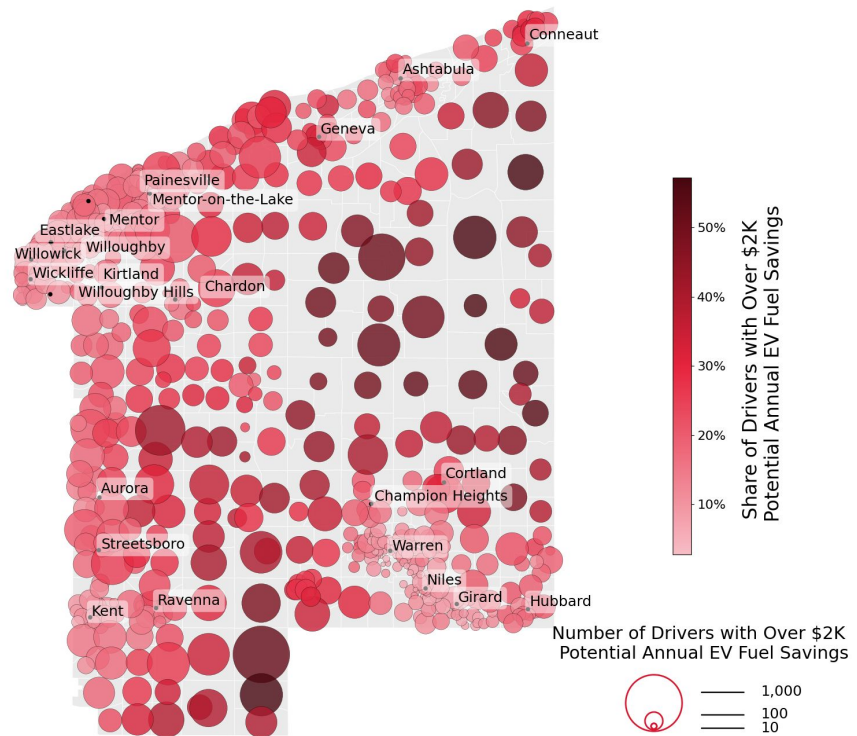 Conneaut
Ashtabula
Geneva
Painesville
Mentor-on-the-Lake
Mentor
Eastlake
Willoughby
Willowick
Wickliffe
Kirtland
Chardon
Willoughby Hills
Cortland
Aurora
Champion Heights
Streetsboro
Warren
Niles
Ravenna
Girard
Hubbard
Kent
50%
40%
30%
20%
10%
Share of Drivers with Over $2K
Potential Annual EV Fuel Savings
Number of Drivers with Over $2K
Potential Annual EV Fuel Savings
1,000
100
10